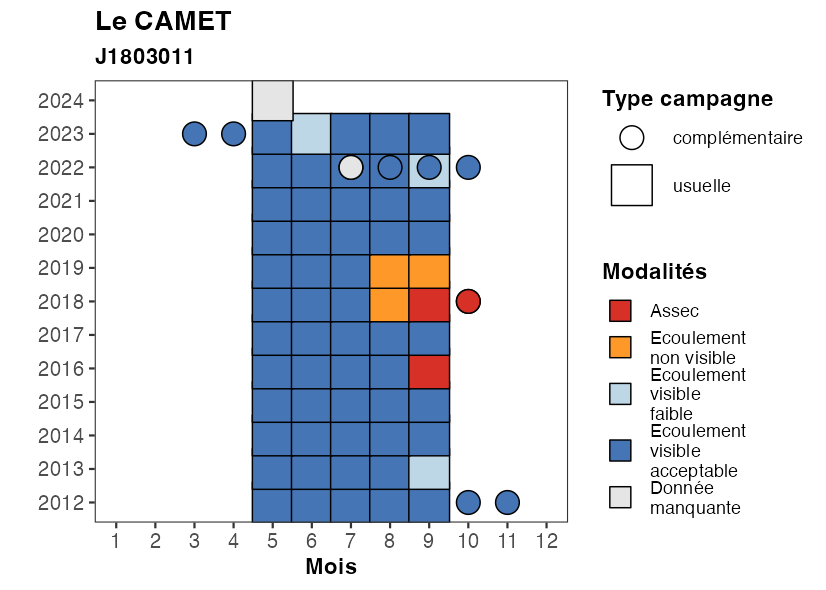 Le CAMET
J1803011
2024
2023
2022
2021
2020
2019
2018
2017
2016
2015
2014
2013
2012
1 2 3 4 5 6 7 8 9 10 11 12
Mois
Type campagne
complémentaire
usuelle
Modalités
Assec
Ecoulement
non visible
Ecoulement
visible
faible
Ecoulement
visible
acceptable
Donnée
manquante